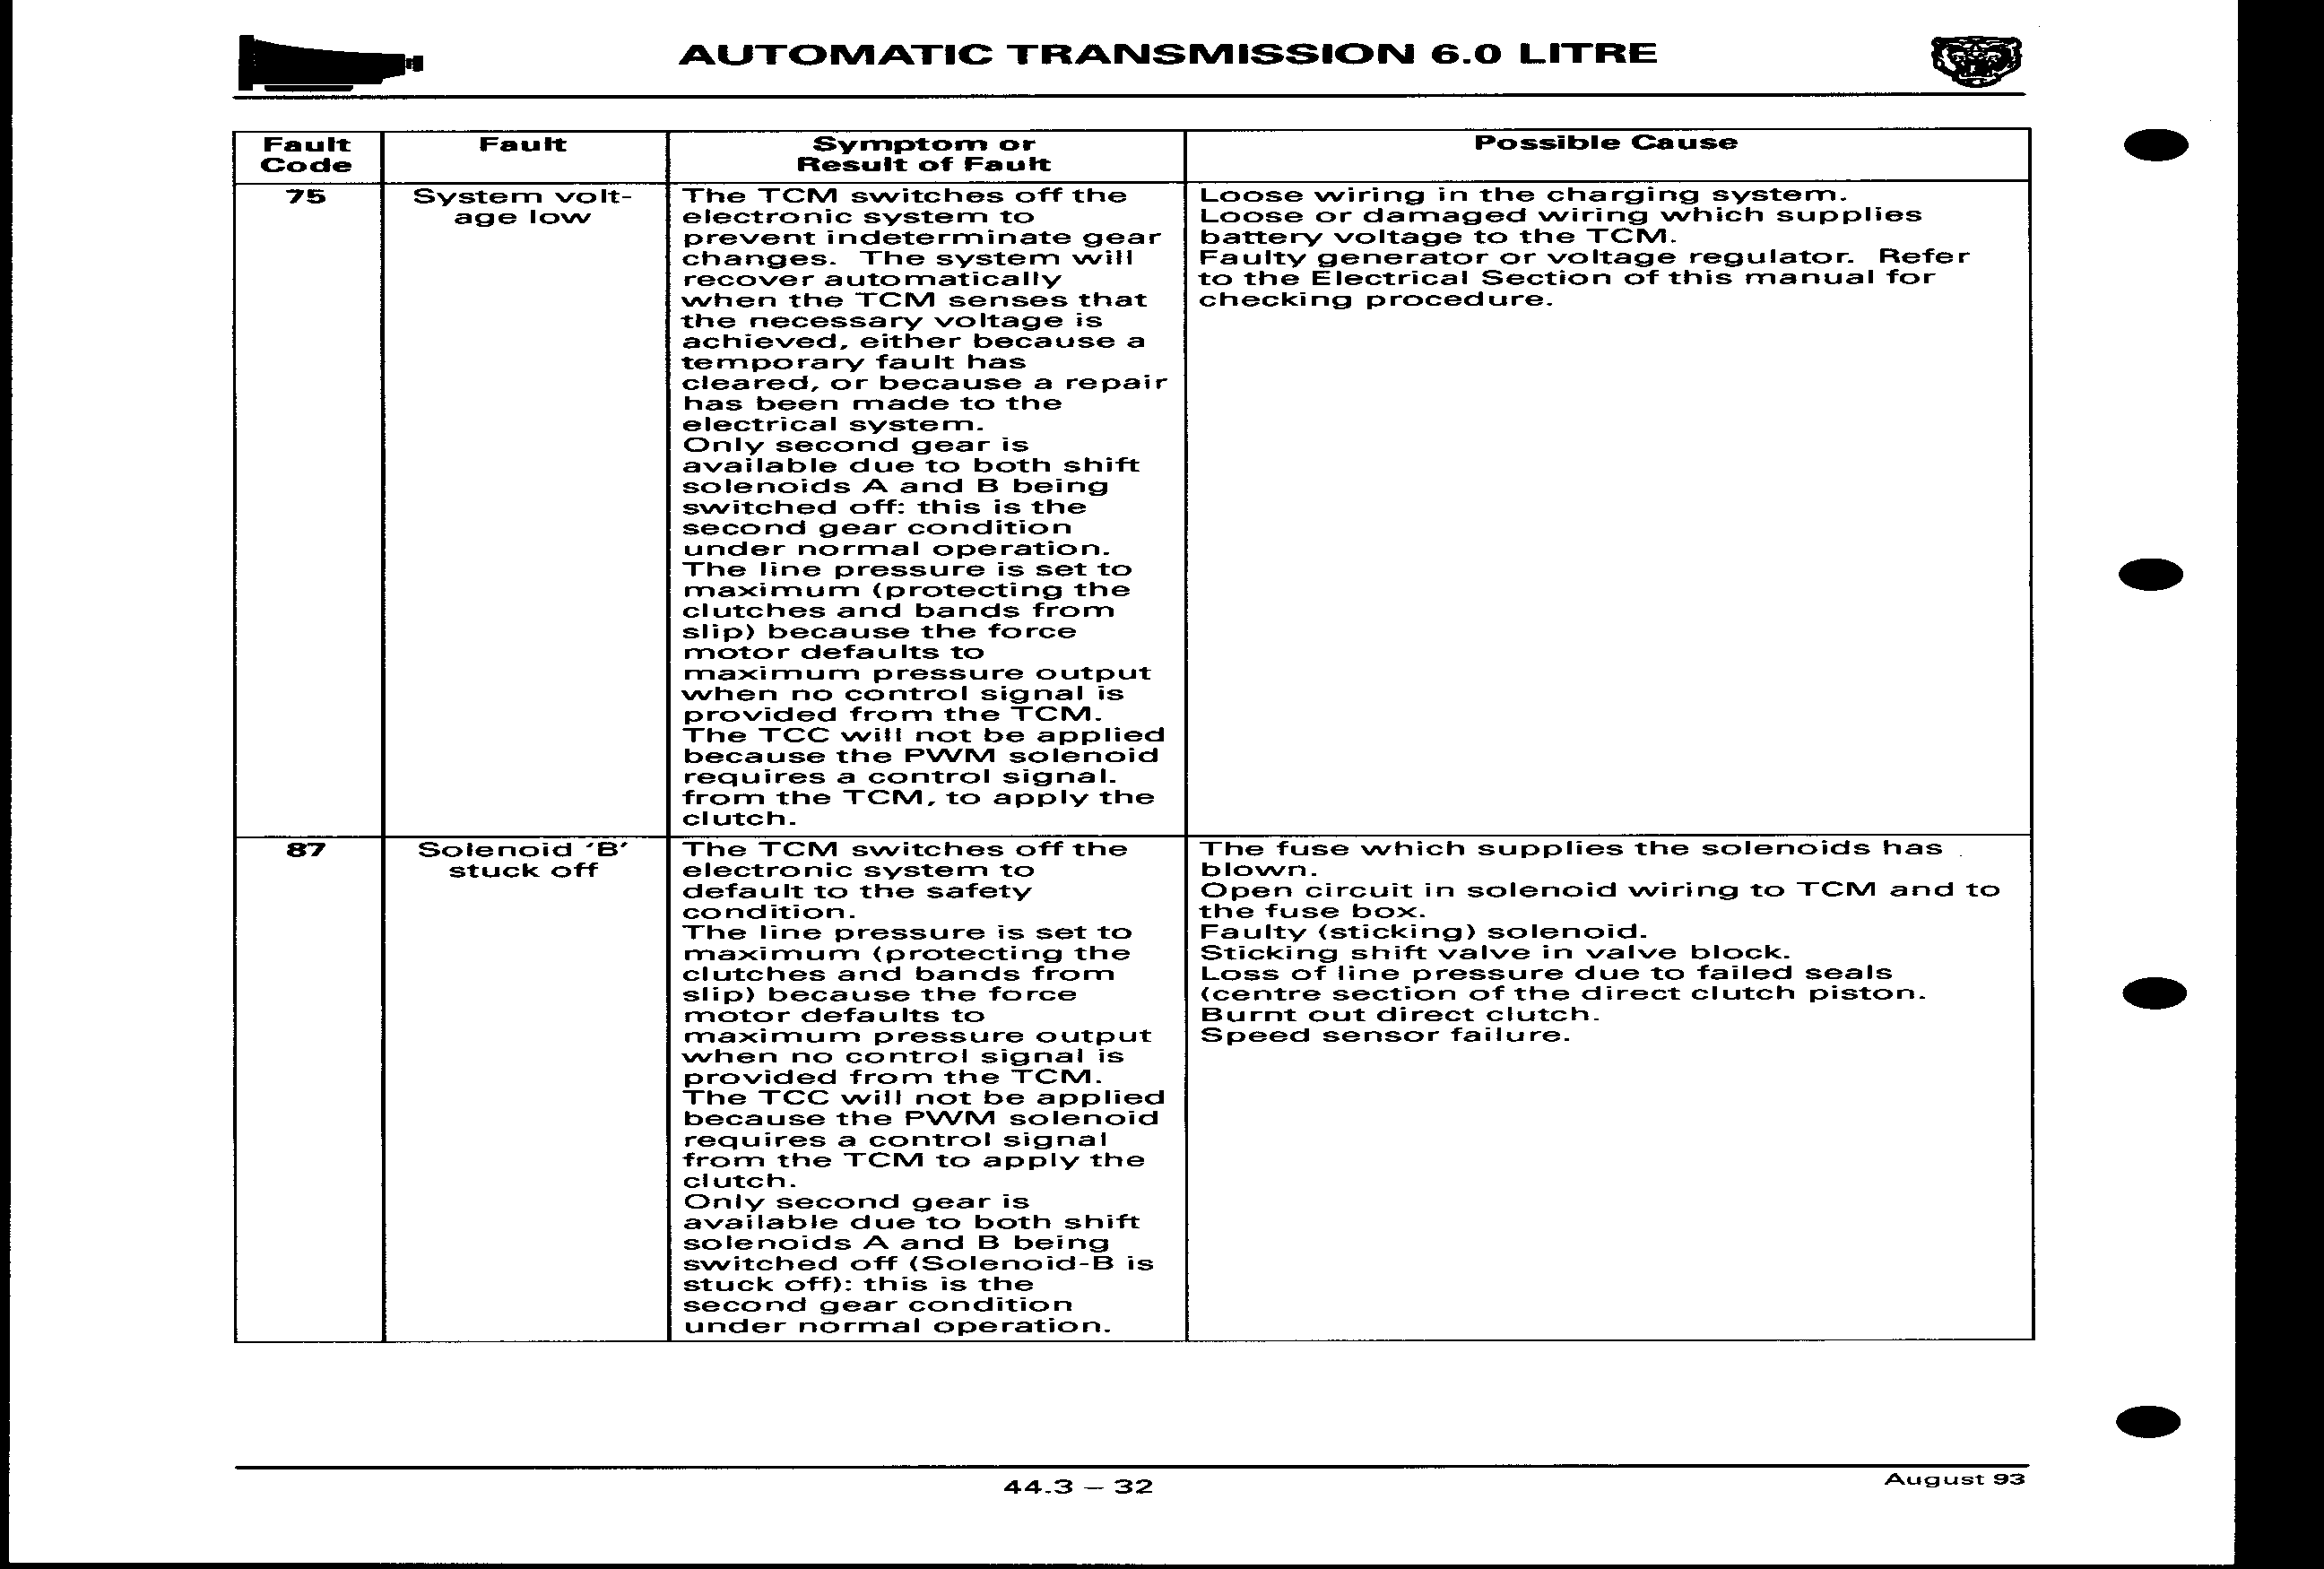 AUTOMATIC TRANSMISSION 6.0 LITRE
Fault
Code
Fault
Symptom or
Result of Fault
Possible Cause
75
System volt-
age low
The TCM switches off the
electronic system to
prevent indeterminate gear
changes. The system will
recover automatically
when the TCM senses that
the necessary voltage is
achieved, either because a
temporary fault has
cleared, or because a repair
has been made to the
electrical system.
Only second gear is
available due to both shift
solenoids A and B being
switched off: this is the
second gear condition
under normal operation.
The line pressure is set to
maximum (protecting the
clutches and bands from
slip) because the force
motor defaults to
maximum pressure output
when no control signal is
provided from the TCM.
The TCC will not be applied
because the PWM solenoid
requires a control signal.
from the TCM, to apply the
clutch.
Loose wiring in the charging system.
Loose or damaged wiring which supplies
battery voltage to the TCM.
Faulty generator or voltage regulator. Refer
to the Electrical Section of this manual for
checking procedure.
87
Solenoid 'B'
stuck off
The TCM switches off the
electronic system to
default to the safety
condition.
The line pressure is set to
maximum (protecting the
clutches and bands from
slip) because the force
motor defaults to
maximum pressure output
when no control signal is
provided from the TCM.
The TCC will not be applied
because the PWM solenoid
requires a control signal
from the TCM to apply the
clutch.
Only second gear is
available due to both shift
solenoids A and B being
switched off (Solenoid-B is
stuck off): this is the
second gear condition
under normal operation.
The fuse which supplies the solenoids has
blown.
Open circuit in solenoid wiring to TCM and to
the fuse box.
Faulty (sticking) solenoid.
Sticking shift valve in valve block.
Loss of line pressure due to failed seals
(centre section of the direct clutch piston.
Burnt out direct clutch.
Speed sensor failure.
44.3 – 32
August 93